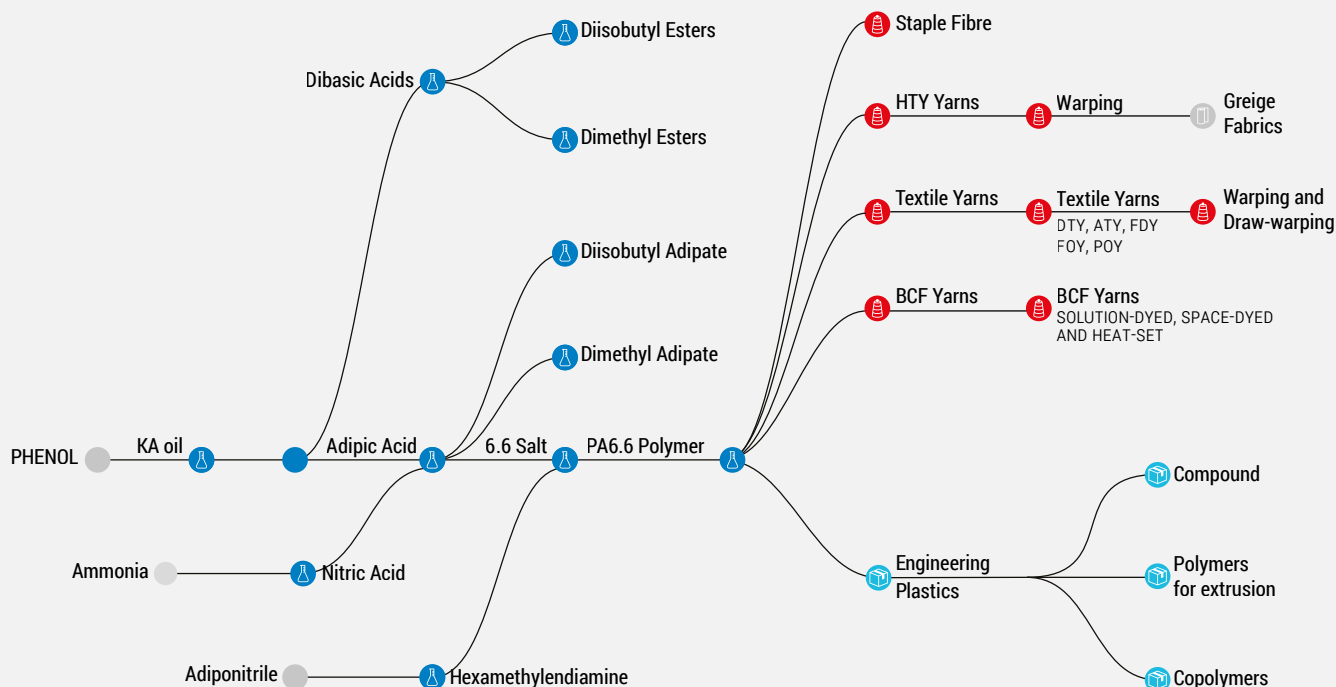 Diisobutyl Esters
Dibasic Acids
Dimethyl Esters
Diisobutyl Adipate
Dimethyl Adipate
PHENOL
KA oil
Adipic Acid
6.6 Salt
PA6.6 Polymer
Ammonia
Nitric Acid
Adiponitrile
Hexamethylendiamine
Staple Fibre
HTY Yarns
Warping
Greige
Fabrics
Textile Yarns
Textile Yarns
DTY, ATY, FDY
FOY, POY
Warping and
Draw-warping
BCF Yarns
BCF Yarns
SOLUTION-DYED, SPACE-DYED
AND HEAT-SET
Engineering
Plastics
Compound
Polymers
for extrusion
Copolymers